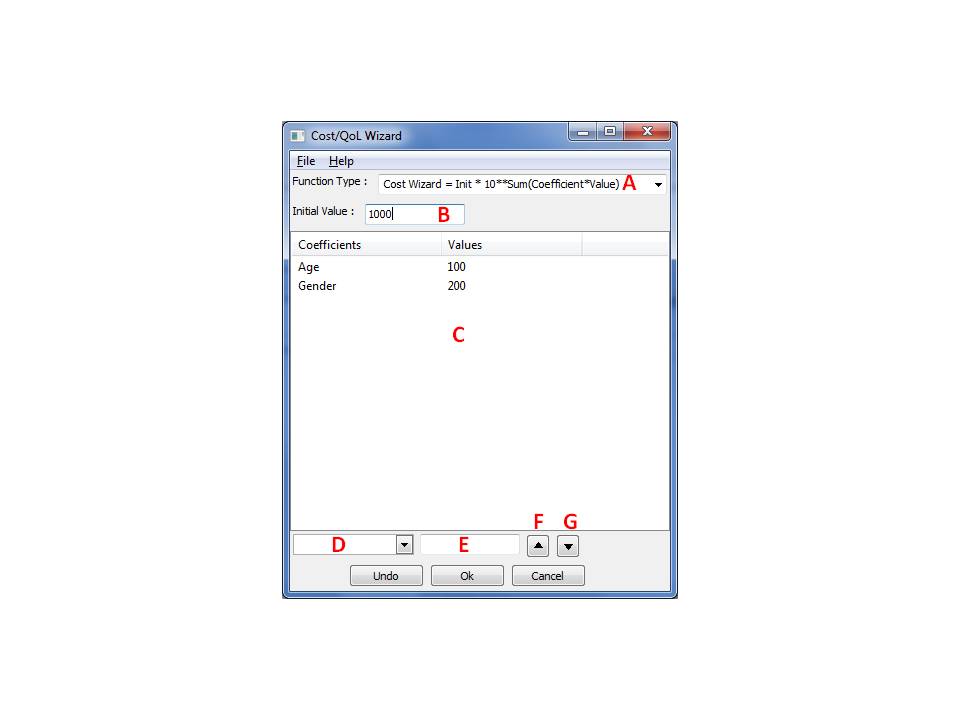 Cost/QoL Wizard
File Help
Function Type : Cost Wizard = Init * 10**Sum(Coefficient*Value) A
Initial Value : 1000 B
Coefficients Values
Age 100
Gender 200
C
F G
D E
Undo Ok Cancel